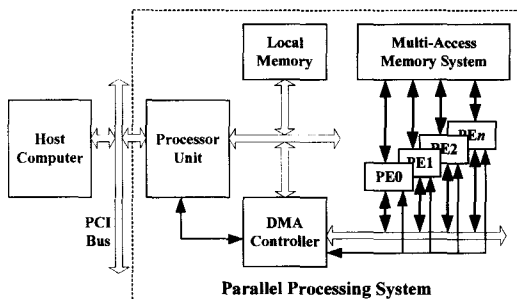 Local
Memory
Multi-Access
Memory System
Host
Computer
Processor
Unit
PEn
PE2
PE1
PE0
PCI
Bus
DMA
Controller
Parallel Processing System